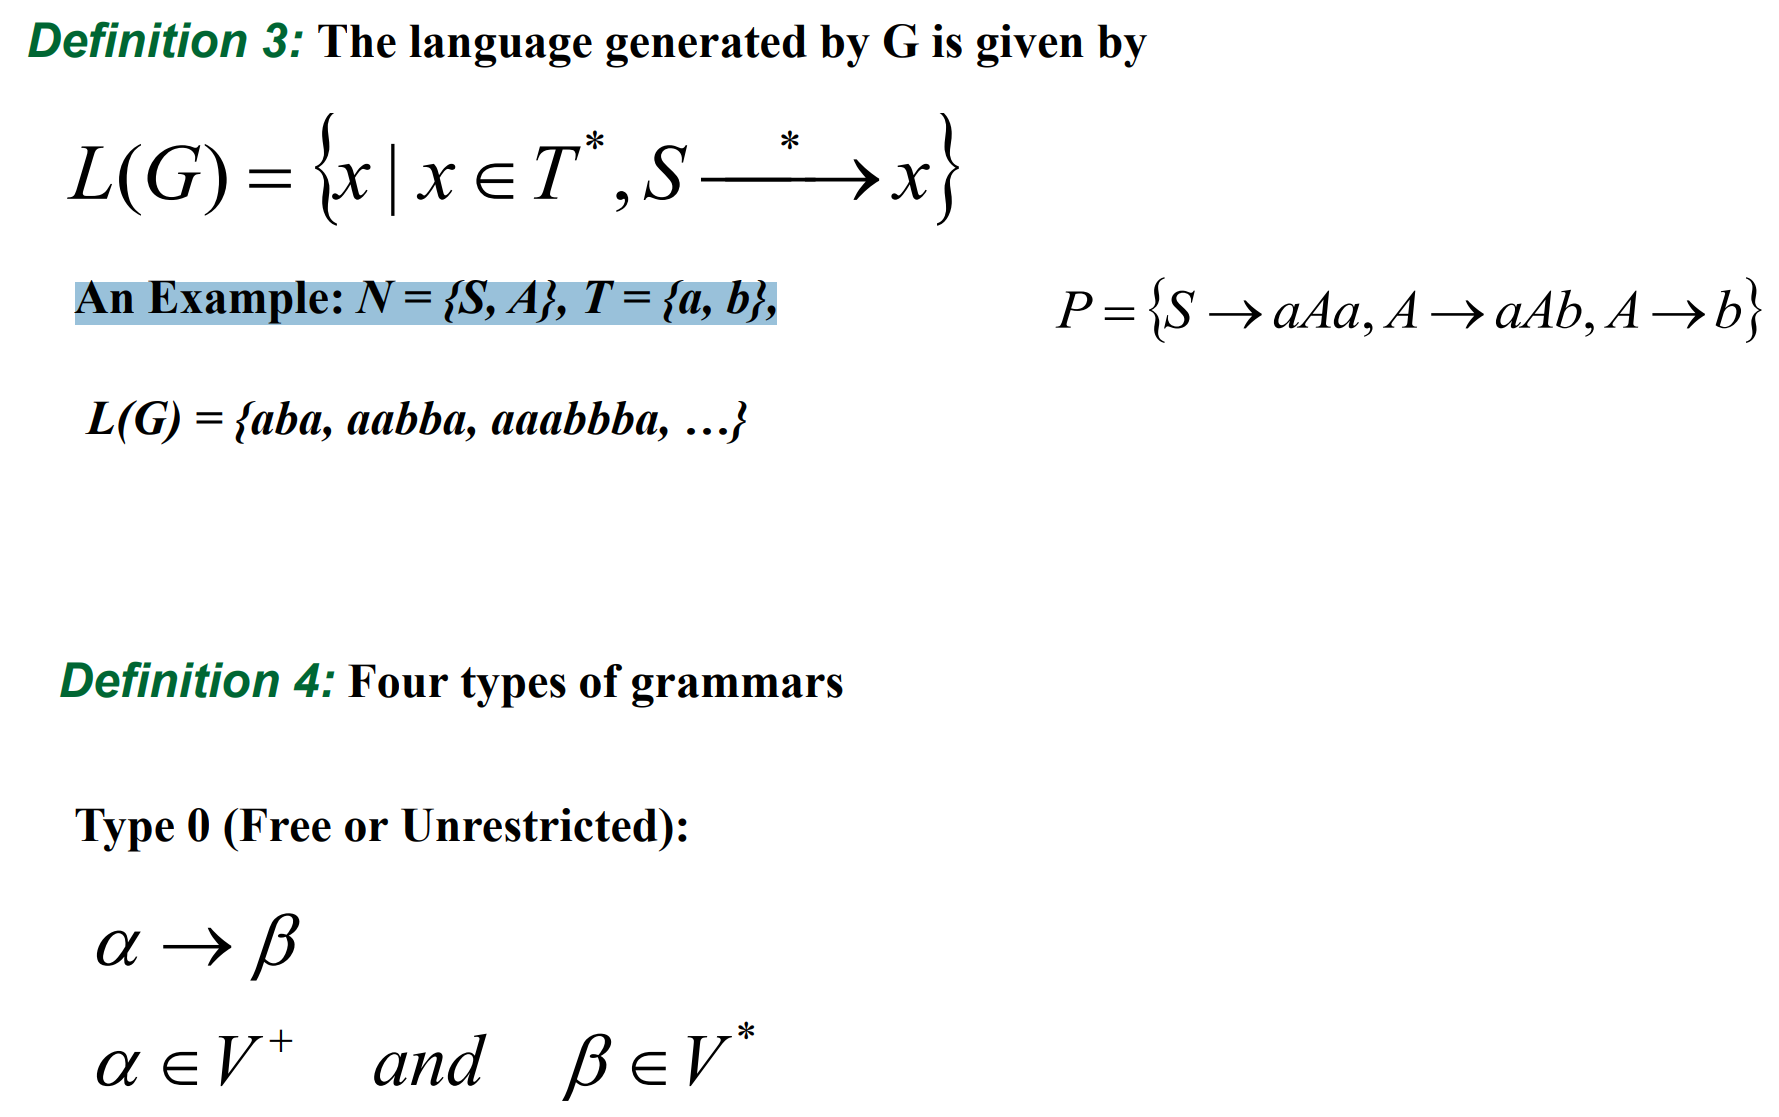 Definition 3: The language generated by G is given by
L(G) = {x | x ∈ T*, S ⟶* x}
An Example: N = {S, A}, T = {a, b}, P = {S → aAa, A → aAb, A → b}
L(G) = {aba, aabba, aaabbba, …}
Definition 4: Four types of grammars
Type 0 (Free or Unrestricted):
α → β
α ∈ V⁺ and β ∈ V*